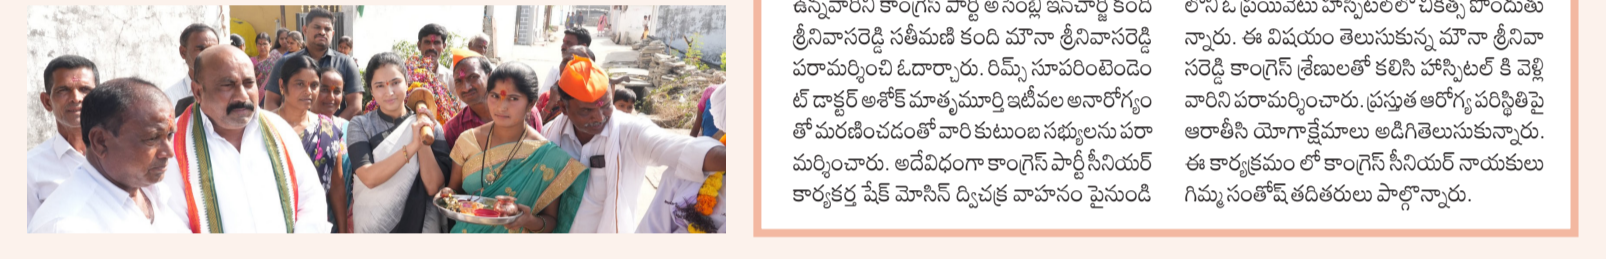 ఉన్నవారిని కాంగ్రెస్ పార్టీ అసెంబ్లీ ఇన్‌చార్జ్ కంది
శ్రీనివాసరెడ్డి సతీమణి కంది మౌనా శ్రీనివాసరెడ్డి
పరామర్శించి ఓదార్చారు. రిమ్స్ సూపరింటెండెం
ట్ డాక్టర్ అశోక్ మాతృమూర్తి ఇటీవల అనారోగ్యం
తో మరణించడంతో వారి కుటుంబ సభ్యులను పరా
మర్శించారు. అదేవిధంగా కాంగ్రెస్ పార్టీ సీనియర్
కార్యకర్త షేక్ మోసిన్ ద్విచక్ర వాహనం పైనుండి
లోని ఓ ప్రయివేటు హాస్పిటల్‌లో చికిత్స పొందుతు
న్నారు. ఈ విషయం తెలుసుకున్న మౌనా శ్రీనివా
సరెడ్డి కాంగ్రెస్ శ్రేణులతో కలిసి హాస్పిటల్ కి వెళ్లి
వారిని పరామర్శించారు. ప్రస్తుత ఆరోగ్య పరిస్థితిపై
ఆరాతీసి యోగాక్షేమాలు అడిగితెలుసుకున్నారు.
ఈ కార్యక్రమం లో కాంగ్రెస్ సీనియర్ నాయకులు
గిమ్మ సంతోష్ తదితరులు పాల్గొన్నారు.